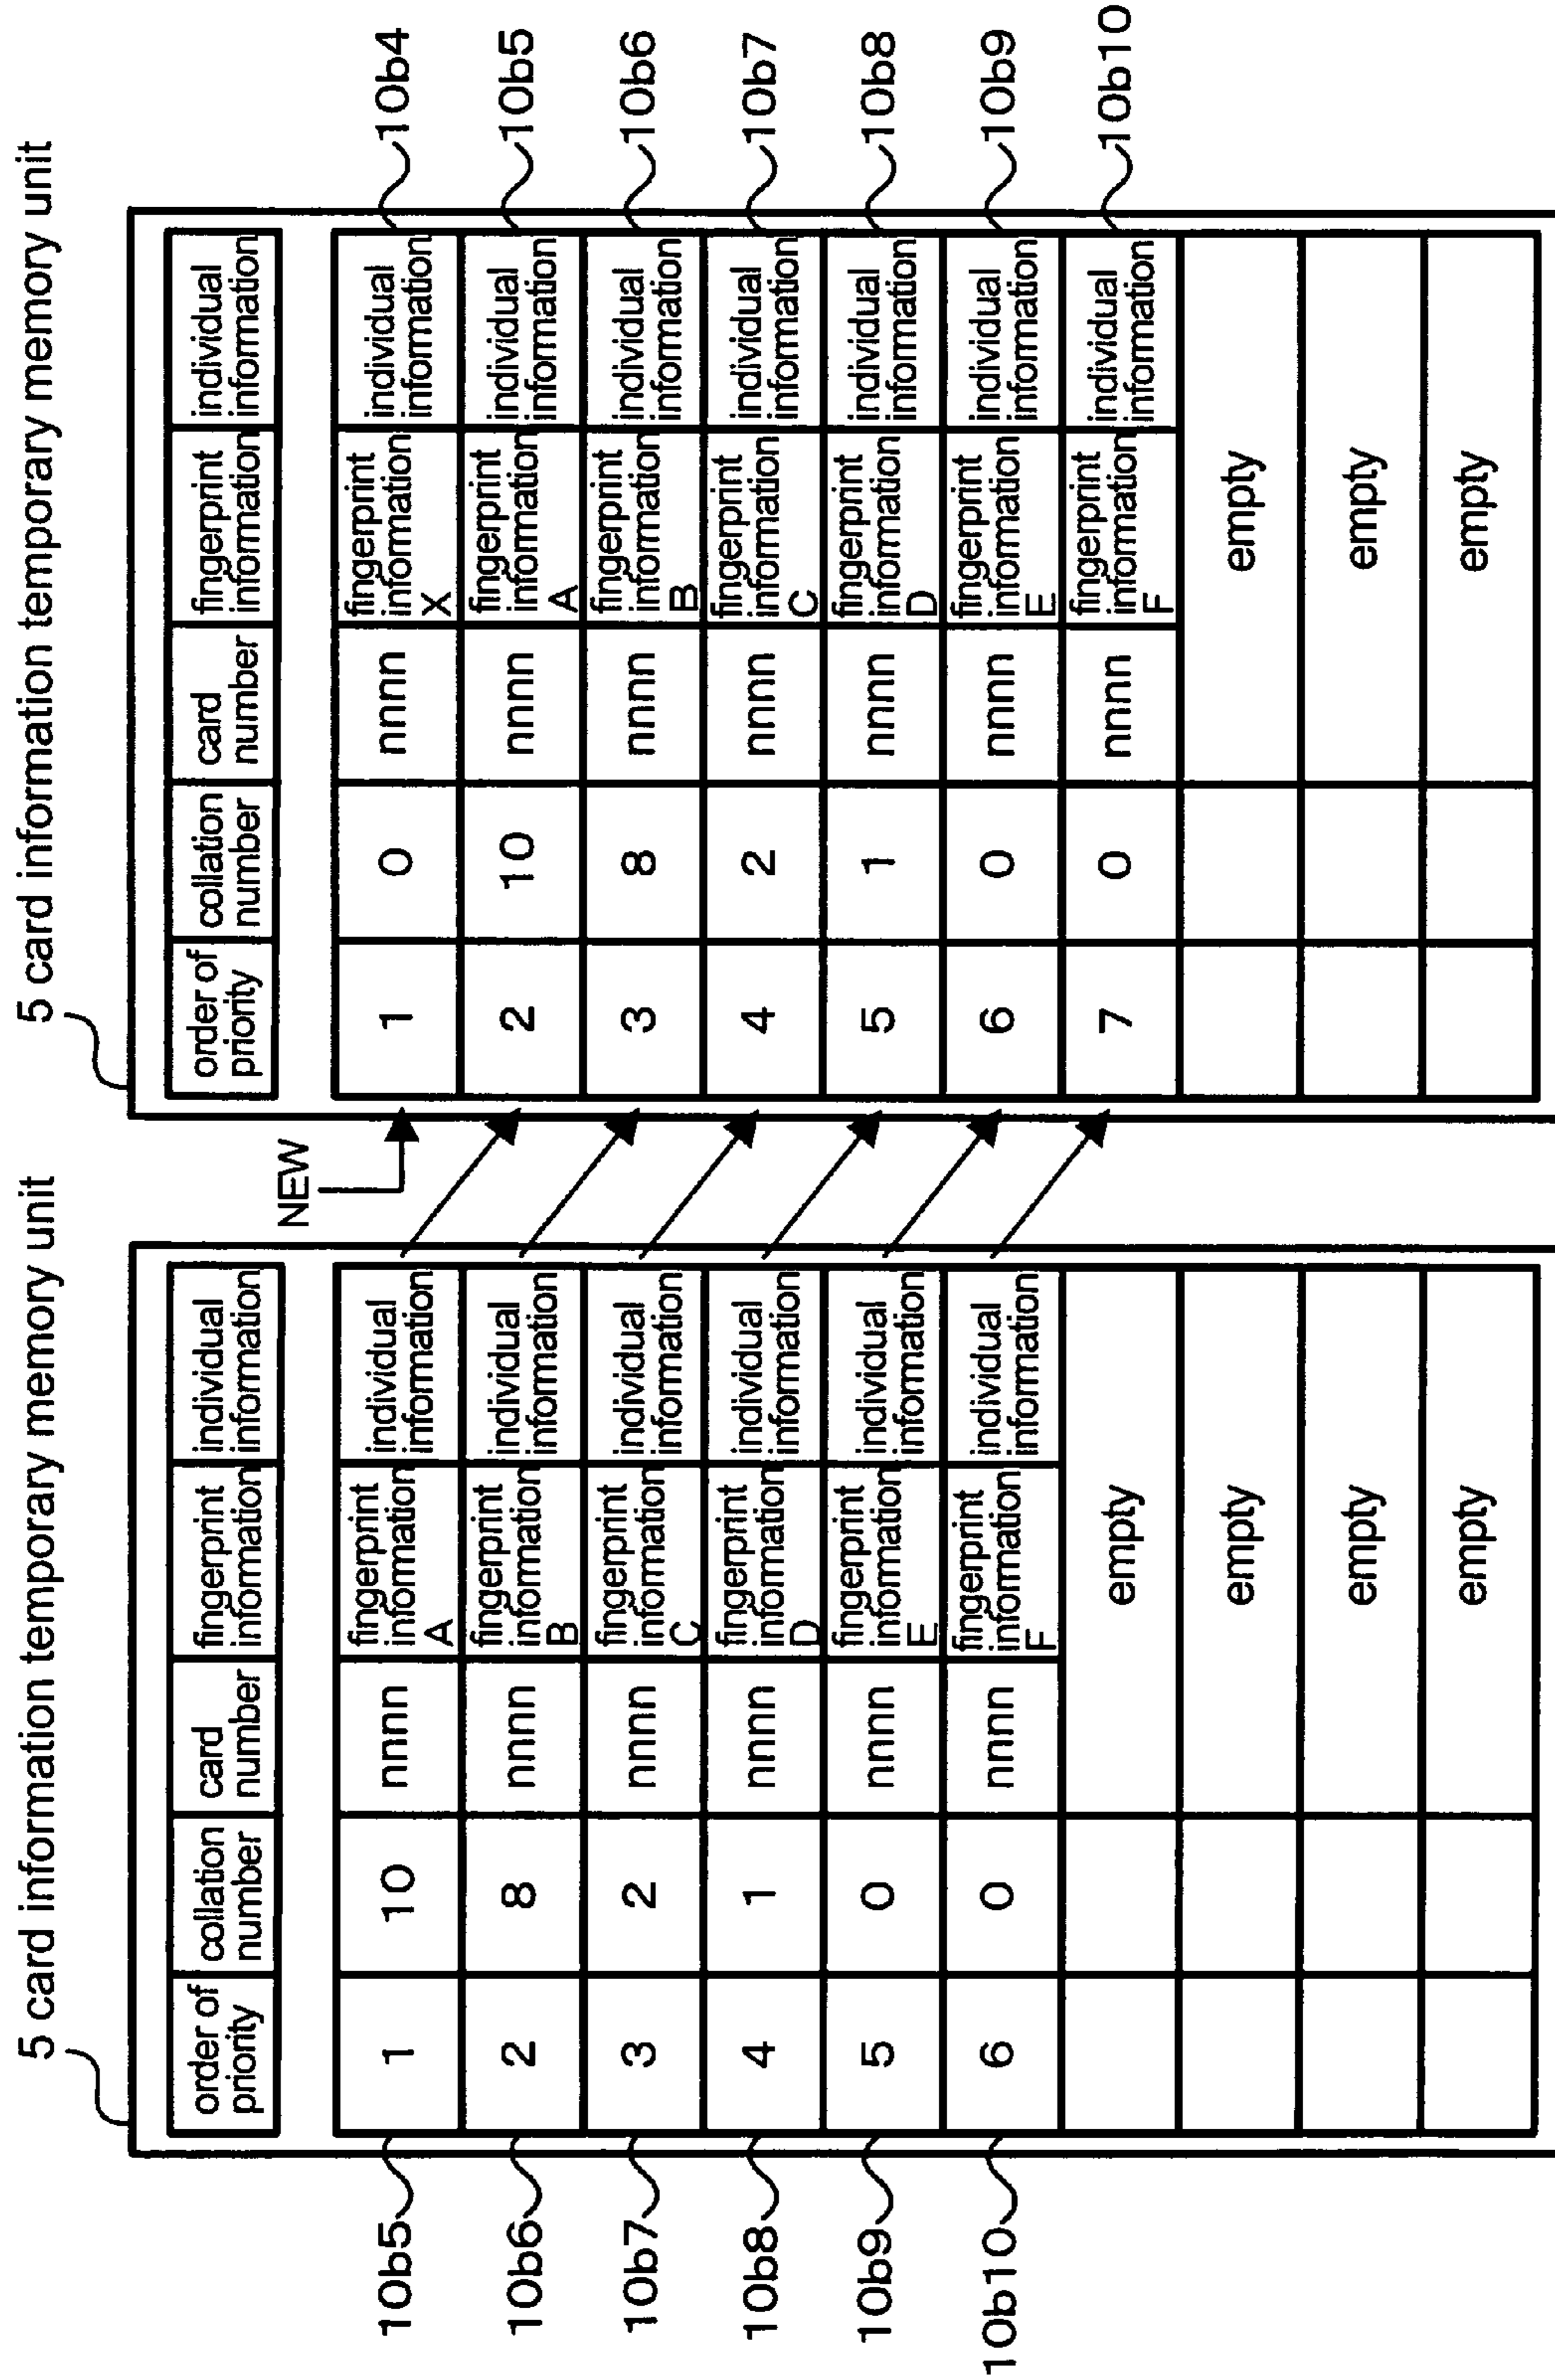 5 card information temporary memory unit
order of priority
collation number
card number
fingerprint information
individual information
10b5
1
10
nnnn
fingerprint information A
individual information
10b6
2
8
nnnn
fingerprint information B
individual information
10b7
3
2
nnnn
fingerprint information C
individual information
10b8
4
1
nnnn
fingerprint information D
individual information
10b9
5
0
nnnn
fingerprint information E
individual information
10b10
6
0
nnnn
fingerprint information F
individual information
empty
empty
empty
empty
NEW
5 card information temporary memory unit
order of priority
collation number
card number
fingerprint information
individual information
1
0
nnnn
fingerprint information X
individual information
10b4
2
10
nnnn
fingerprint information A
individual information
10b5
3
8
nnnn
fingerprint information B
individual information
10b6
4
2
nnnn
fingerprint information C
individual information
10b7
5
1
nnnn
fingerprint information D
individual information
10b8
6
0
nnnn
fingerprint information E
individual information
10b9
7
0
nnnn
fingerprint information F
individual information
10b10
empty
empty
empty